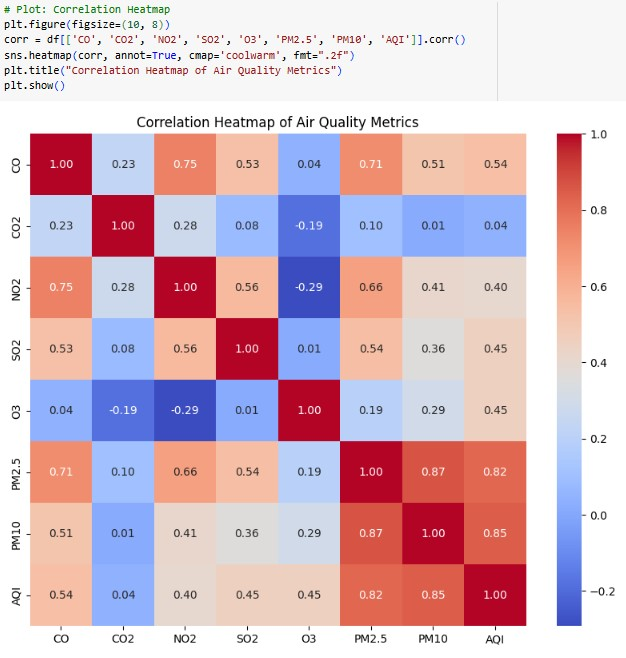 # Plot: Correlation Heatmap
plt.figure(figsize=(10, 8))
corr = df[['CO', 'CO2', 'NO2', 'SO2', 'O3', 'PM2.5', 'PM10', 'AQI']].corr()
sns.heatmap(corr, annot=True, cmap='coolwarm', fmt=".2f")
plt.title("Correlation Heatmap of Air Quality Metrics")
plt.show()
Correlation Heatmap of Air Quality Metrics
CO 1.00 0.23 0.75 0.53 0.04 0.71 0.51 0.54
CO2 0.23 1.00 0.28 0.08 -0.19 0.10 0.01 0.04
NO2 0.75 0.28 1.00 0.56 -0.29 0.66 0.41 0.40
SO2 0.53 0.08 0.56 1.00 0.01 0.54 0.36 0.45
O3 0.04 -0.19 -0.29 0.01 1.00 0.19 0.29 0.45
PM2.5 0.71 0.10 0.66 0.54 0.19 1.00 0.87 0.82
PM10 0.51 0.01 0.41 0.36 0.29 0.87 1.00 0.85
AQI 0.54 0.04 0.40 0.45 0.45 0.82 0.85 1.00
CO CO2 NO2 SO2 O3 PM2.5 PM10 AQI
1.0
0.8
0.6
0.4
0.2
0.0
−0.2